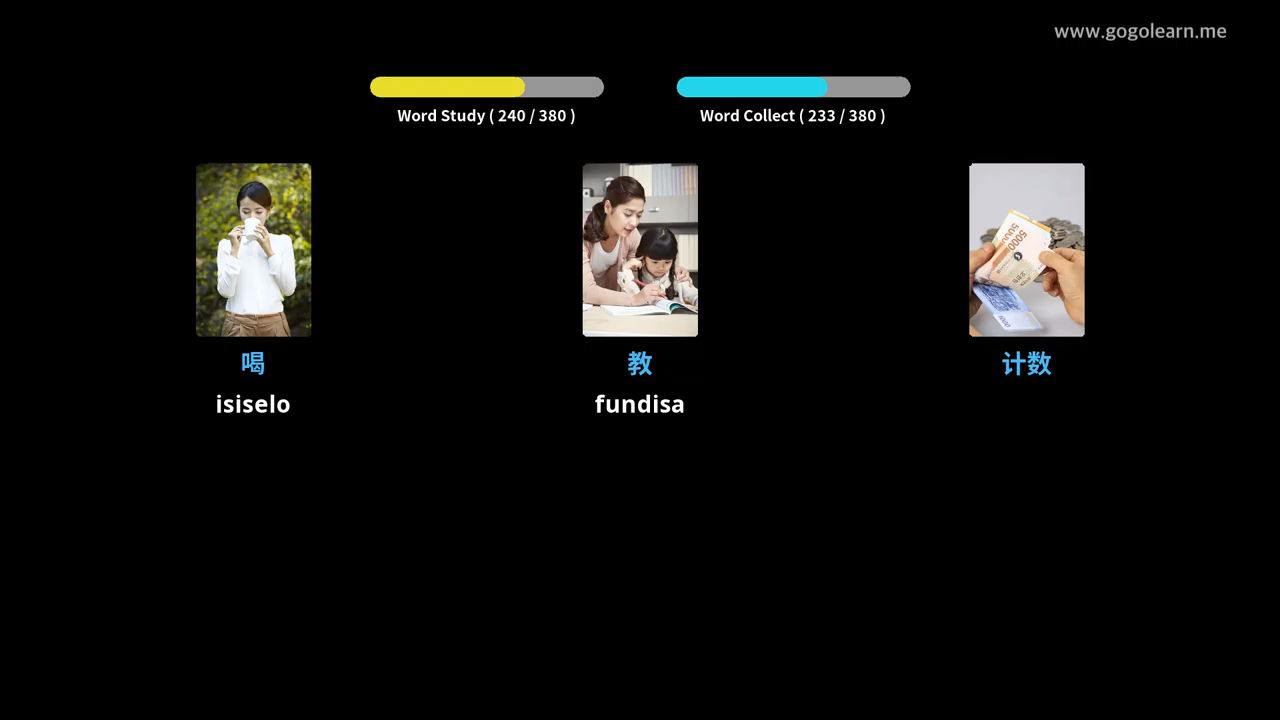 www.gogolearn.me
Word Study ( 240 / 380 )
Word Collect ( 233 / 380 )
喝
教
计数
isiselo
fundisa